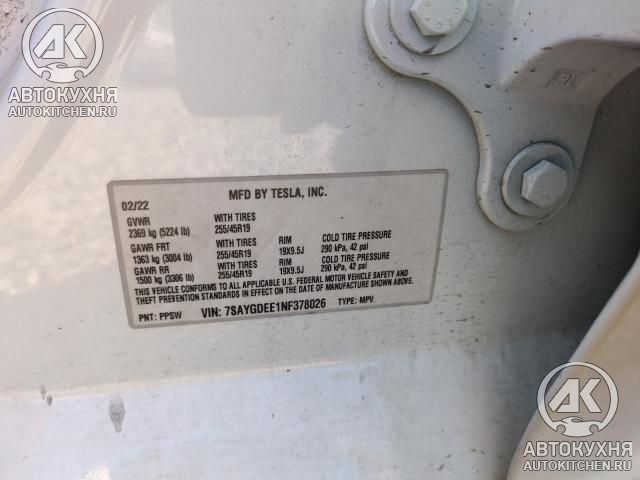 AK
АВТОКУХНЯ
AUTOKITCHEN.RU
RL
MFD BY TESLA, INC.
02/22
GVWR WITH TIRES
2369 kg (5224 lb) 255/45R19
GAWR FRT WITH TIRES RIM COLD TIRE PRESSURE
1363 kg (3004 lb) 255/45R19 19X9.5J 290 kPa, 42 psi
GAWR RR WITH TIRES RIM COLD TIRE PRESSURE
1500 kg (3306 lb) 255/45R19 19X9.5J 290 kPa, 42 psi
THIS VEHICLE CONFORMS TO ALL APPLICABLE U.S. FEDERAL MOTOR VEHICLE SAFETY AND
THEFT PREVENTION STANDARDS IN EFFECT ON THE DATE OF MANUFACTURE SHOWN ABOVE.
PNT: PPSW VIN: 7SAYGDEE1NF378026 TYPE: MPV
AK
АВТОКУХНЯ
AUTOKITCHEN.RU